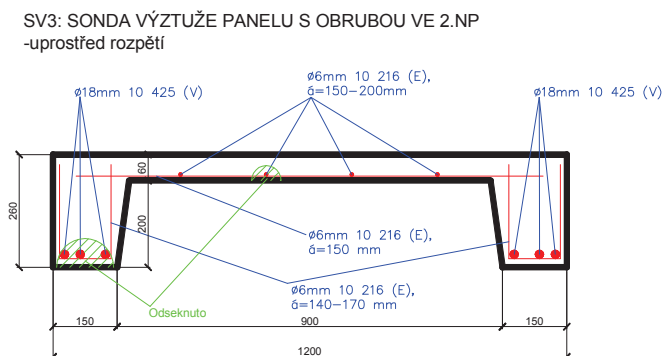 SV3: SONDA VÝZTUŽE PANELU S OBRUBOU VE 2.NP
-uprostřed rozpětí
ø6mm 10 216 (E),
á=150-200mm
ø18mm 10 425 (V)
ø18mm 10 425 (V)
260
60
200
ø6mm 10 216 (E),
á=150 mm
ø6mm 10 216 (E),
á=140-170 mm
Odseknuto
150
900
150
1200